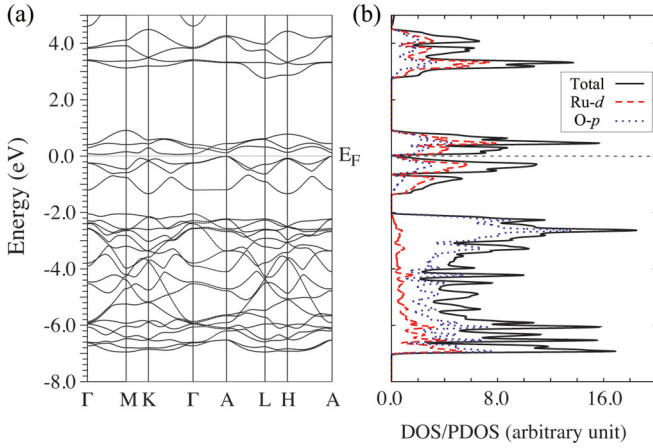 (a)
(b)
4.0
2.0
0.0
-2.0
-4.0
-6.0
-8.0
Energy (eV)
Γ M K Γ A L H A
E_F
Total
Ru-d
O-p
0.0 8.0 16.0
DOS/PDOS (arbitrary unit)